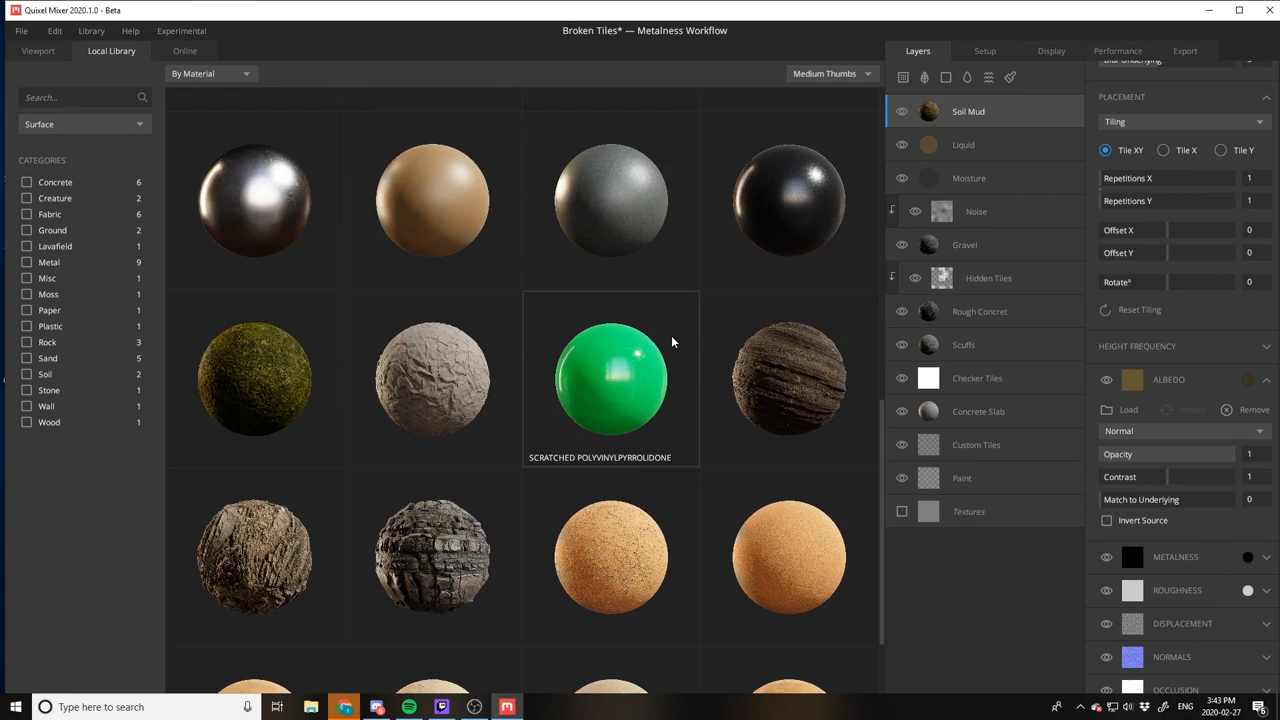 Quixel Mixer 2020.1.0 - Beta
File Edit Library Help Experimental
Broken Tiles* — Metalness Workflow
Viewport Local Library Online
Layers Setup Display Performance Export
By Material
Medium Thumbs
Search...
Surface
CATEGORIES
Concrete 6
Creature 2
Fabric 6
Ground 2
Lavafield 1
Metal 9
Misc 1
Moss 1
Paper 1
Plastic 1
Rock 3
Sand 5
Soil 2
Stone 1
Wall 1
Wood 1
SCRATCHED POLYVINYLPYRROLIDONE
Soil Mud
Liquid
Moisture
Noise
Gravel
Hidden Tiles
Rough Concret
Scuffs
Checker Tiles
Concrete Slab
Custom Tiles
Paint
Textures
Blur Underlying
PLACEMENT
Tiling
Tile XY Tile X Tile Y
Repetitions X 1
Repetitions Y 1
Offset X 0
Offset Y 0
Rotate° 0
Reset Tiling
HEIGHT FREQUENCY
ALBEDO
Load Remove
Normal
Opacity 1
Contrast 1
Match to Underlying 0
Invert Source
METALNESS
ROUGHNESS
DISPLACEMENT
NORMALS
OCCLUSION
Type here to search
ENG
3:43 PM
2020-02-27